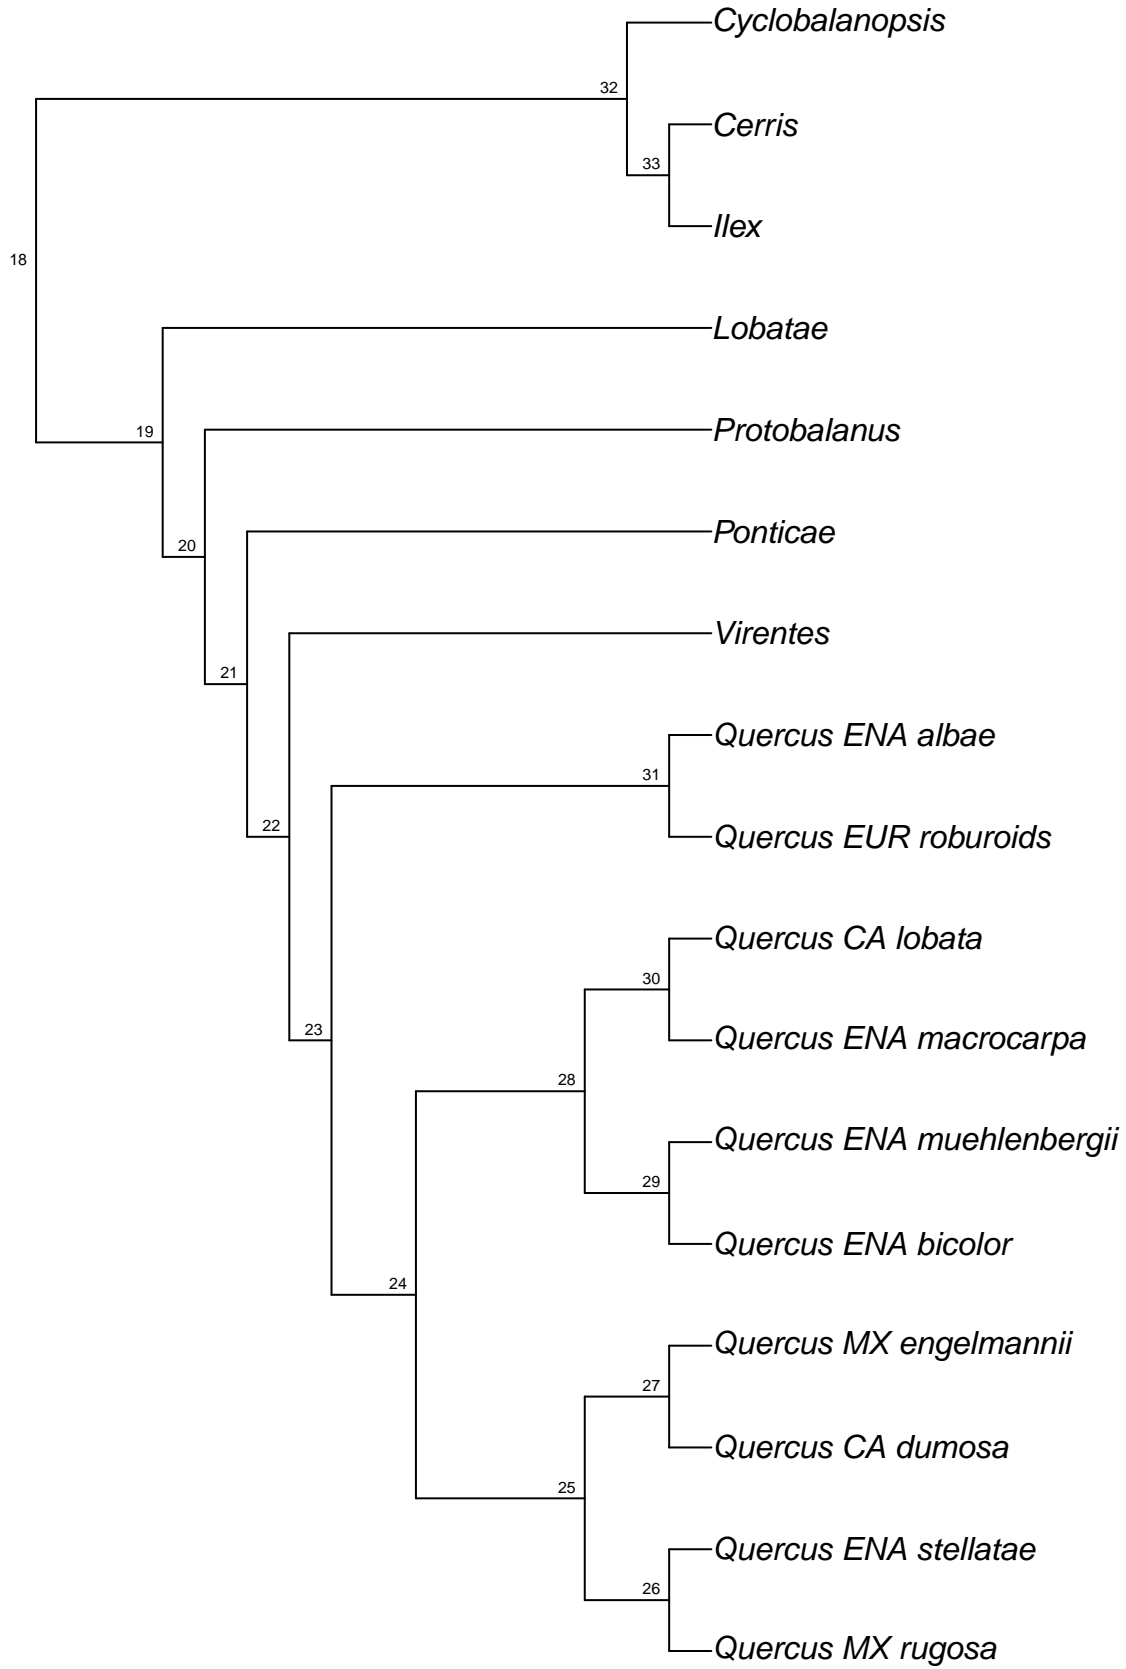 Cyclobalanopsis
32
Cerris
33
Ilex
18
Lobatae
Protobalanus
19
Ponticae
20
Virentes
21
Quercus ENA albae
31
22
Quercus EUR roburoids
Quercus CA lobata
30
23
Quercus ENA macrocarpa
28
Quercus ENA muehlenbergii
29
Quercus ENA bicolor
24
Quercus MX engelmannii
27
Quercus CA dumosa
25
Quercus ENA stellatae
26
Quercus MX rugosa